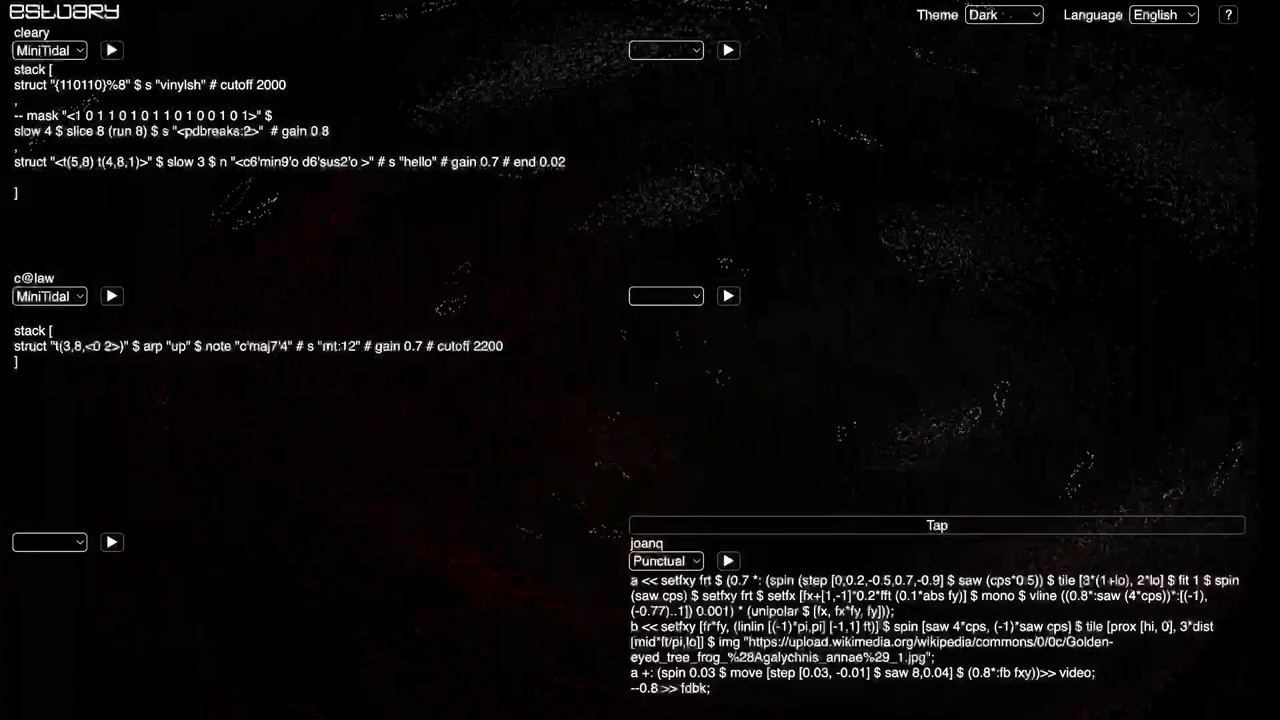 estuary
Theme Dark Language English ?
cleary
MiniTidal
stack [
struct "{110110}%8" $ s "vinylsh" # cutoff 2000
,
-- mask "<1 0 1 1 0 1 0 1 1 0 1 0 0 1 0 1>" $
slow 4 $ slice 8 (run 8) $ s "<pdbreaks:2>" # gain 0.8
,
struct "<t(5,8) t(4,8,1)>" $ slow 3 $ n "<c6'min9'o d6'sus2'o >" # s "hello" # gain 0.7 # end 0.02
]
c@law
MiniTidal
stack [
struct "t(3,8,<0 2>)" $ arp "up" $ note "c'maj7'4" # s "mt:12" # gain 0.7 # cutoff 2200
]
Tap
joanq
Punctual
a << setfxy frt $ (0.7 *: (spin (step [0,0.2,-0.5,0.7,-0.9] $ saw (cps*0.5)) $ tile [3*(1+lo), 2*lo] $ fit 1 $ spin
(saw cps) $ setfxy frt $ setfx [fx+[1,-1]*0.2*fft (0.1*abs fy)] $ mono $ vline ((0.8*:saw (4*cps))*:[(-1),
(-0.77)..1]) 0.001) * (unipolar $ [fx, fx*fy, fy]));
b << setfxy [fr*fy, (linlin [(-1)*pi,pi] [-1,1] ft)] $ spin [saw 4*cps, (-1)*saw cps] $ tile [prox [hi, 0], 3*dist
[mid*ft/pi,lo]] $ img "https://upload.wikimedia.org/wikipedia/commons/0/0c/Golden-
eyed_tree_frog_%28Agalychnis_annae%29_1.jpg";
a +: (spin 0.03 $ move [step [0.03, -0.01] $ saw 8,0.04] $ (0.8*:fb fxy))>> video;
--0.8 >> fdbk;